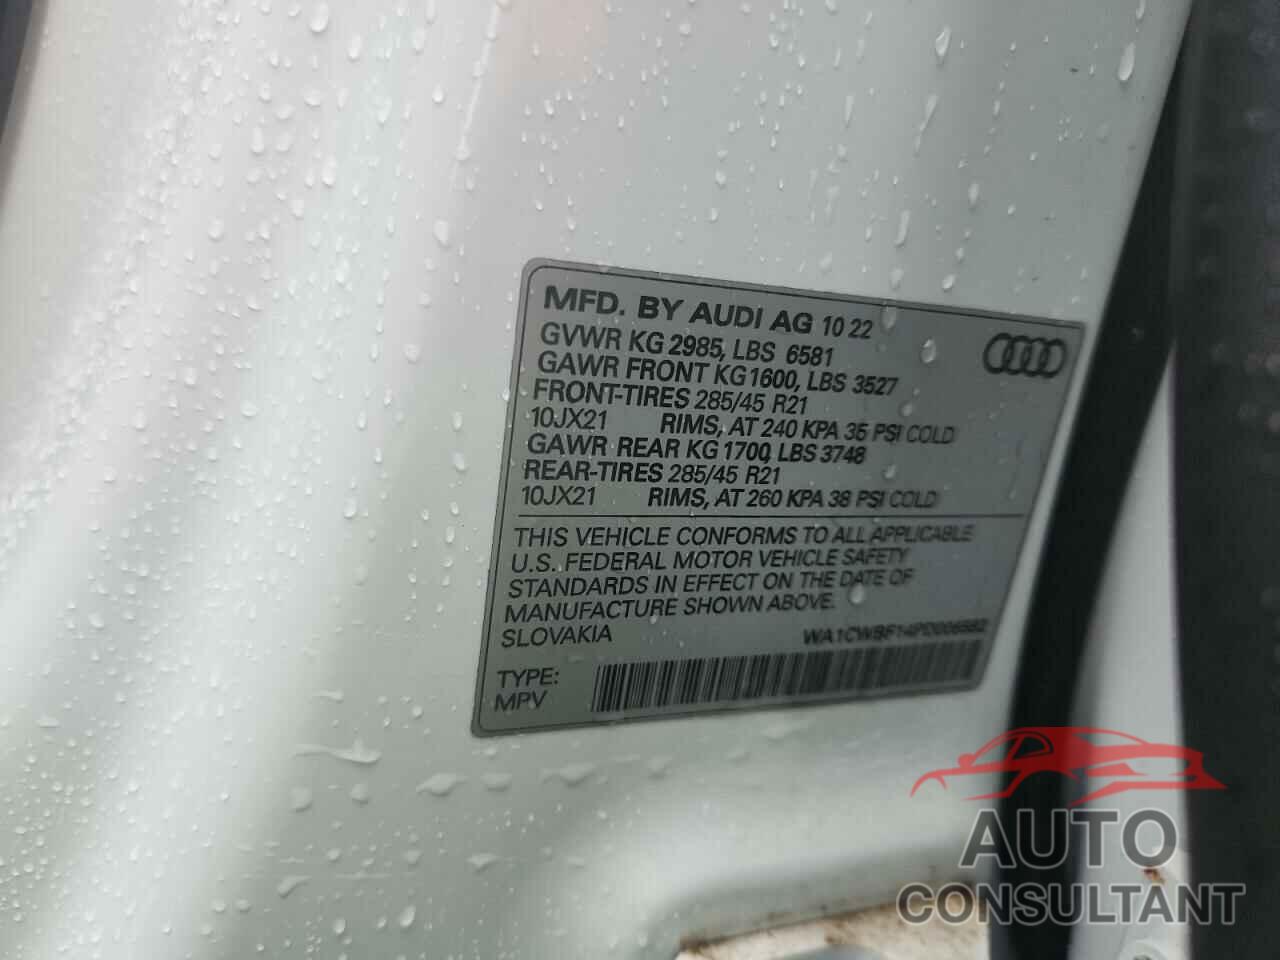 MFD. BY AUDI AG 10 22
GVWR KG 2985, LBS 6581
GAWR FRONT KG 1600, LBS 3527
FRONT-TIRES 285/45 R21
10JX21 RIMS, AT 240 KPA 35 PSI COLD
GAWR REAR KG 1700, LBS 3748
REAR-TIRES 285/45 R21
10JX21 RIMS, AT 260 KPA 38 PSI COLD
THIS VEHICLE CONFORMS TO ALL APPLICABLE
U.S. FEDERAL MOTOR VEHICLE SAFETY
STANDARDS IN EFFECT ON THE DATE OF
MANUFACTURE SHOWN ABOVE.
SLOVAKIA
TYPE:
MPV
AUTO
CONSULTANT